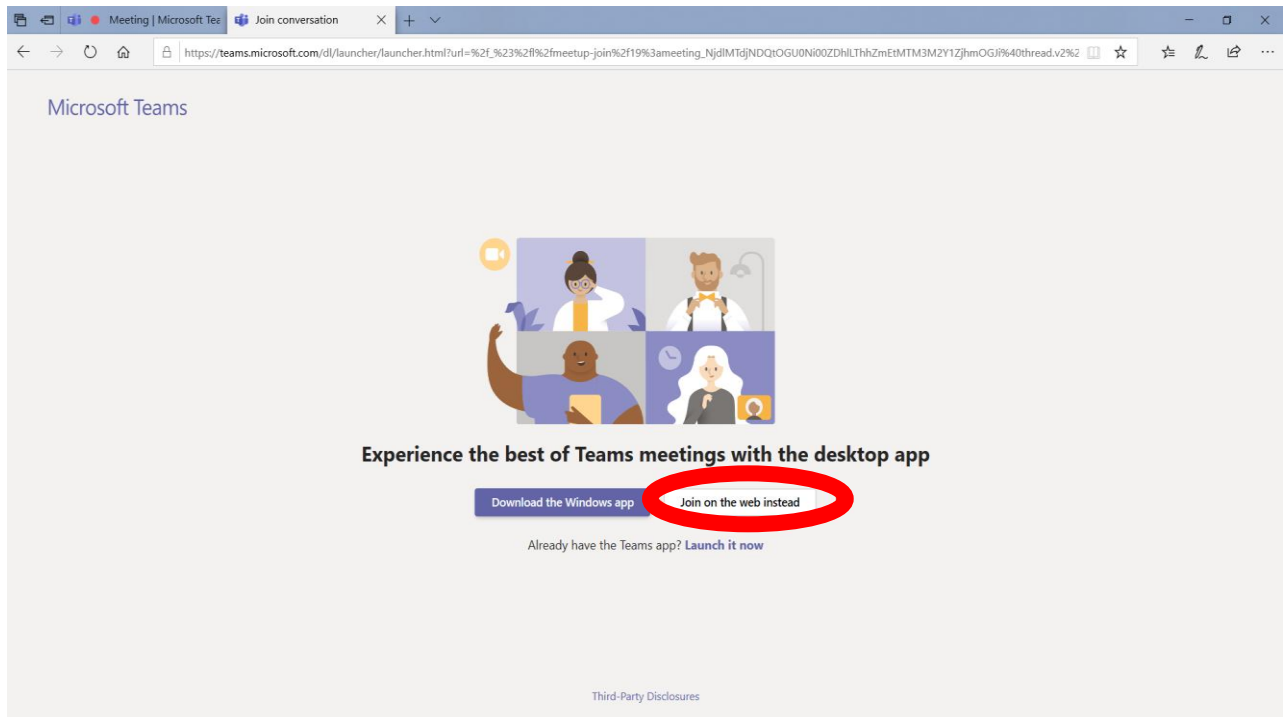 Meeting | Microsoft Tea
Join conversation
https://teams.microsoft.com/dl/launcher/launcher.html?url=%2f_%23%2fl%2fmeetup-join%2f19%3ameeting_NjdlMTdjNDQtOGU0Ni00ZDhlLThhZmEtMTM3M2Y1ZjhmOGJi%40thread.v2%2
Microsoft Teams
Experience the best of Teams meetings with the desktop app
Download the Windows app
Join on the web instead
Already have the Teams app? Launch it now
Third-Party Disclosures